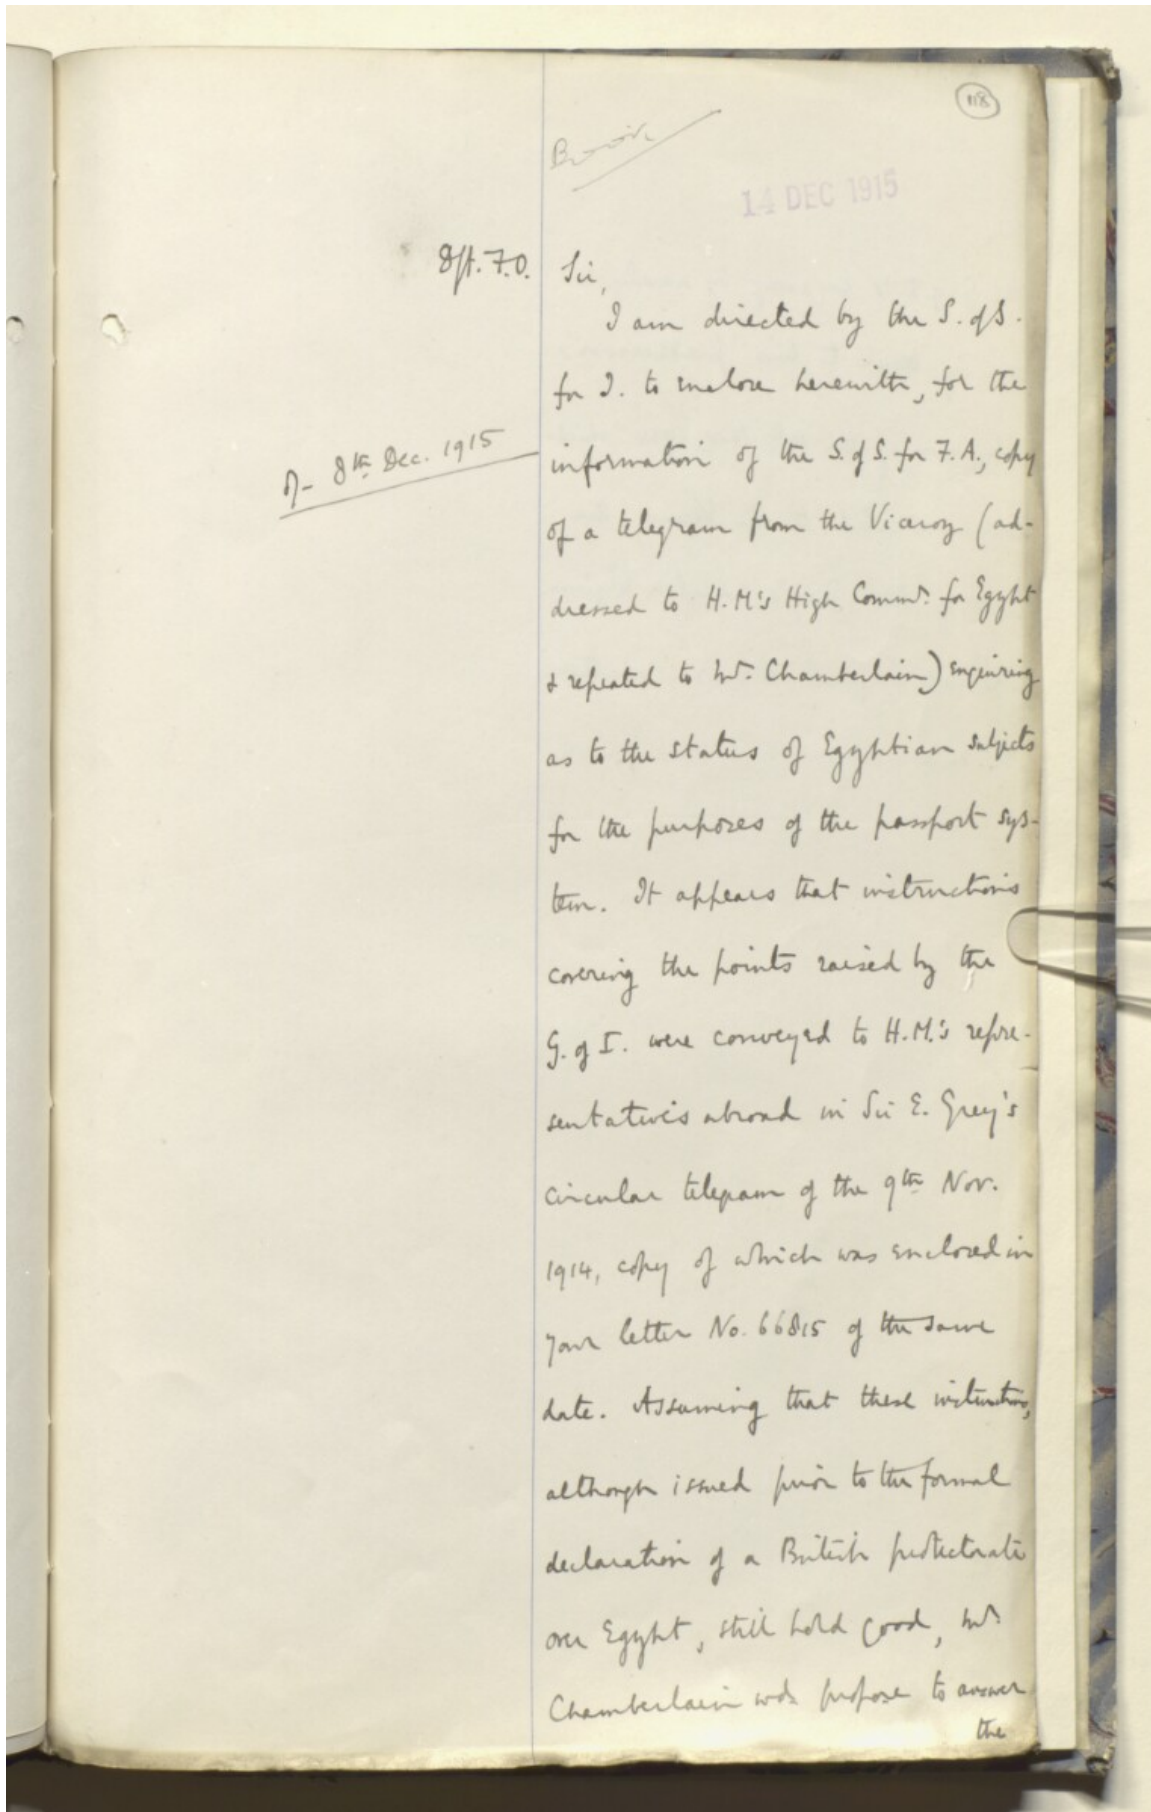 118
14 DEC 1915
Dft. F.O.
Sir,
I am directed by the S. of S.
for I. to enclose herewith, for the
of 8th Dec. 1915
information of the S. of S. for F.A., copy
of a telegram from the Viceroy (ad-
dressed to H.M's High Commr. for Egypt
& repeated to Mr. Chamberlain) enquiring
as to the status of Egyptian subjects
for the purposes of the passport sys-
tem. It appears that instructions
covering the points raised by the
G. of I. were conveyed to H.M.'s repre-
sentatives abroad in Sir E. Grey's
circular telegram of the 9th Nov.
1914, copy of which was enclosed in
your letter No. 66815 of the same
date. Assuming that these instructions,
although issued prior to the formal
declaration of a British protectorate
over Egypt, still hold good, Mr.
Chamberlain wd. propose to answer
the